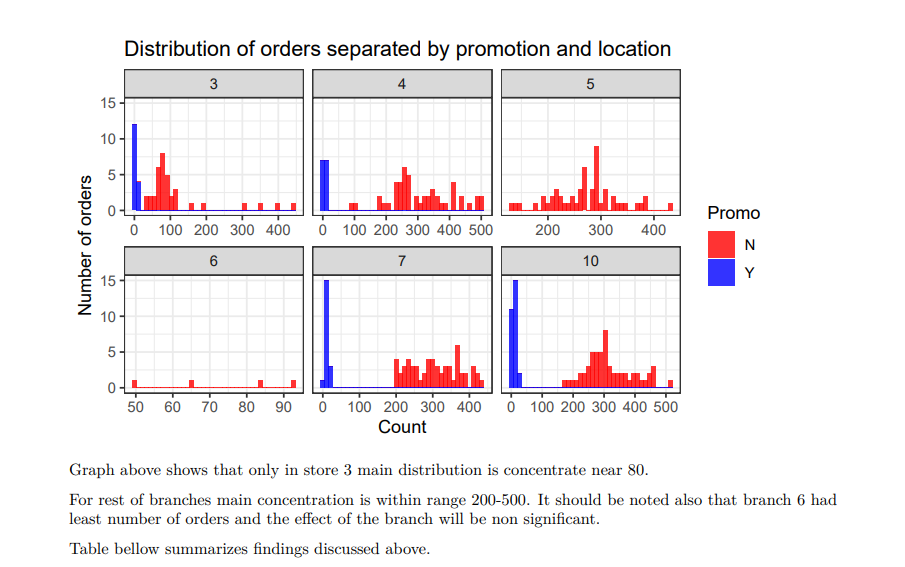 Distribution of orders separated by promotion and location
3 4 5
15
10
5
0
0 100 200 300 400 0 100 200 300 400 500 200 300 400
Number of orders
Promo
N
Y
6 7 10
15
10
5
0
50 60 70 80 90 0 100 200 300 400 0 100 200 300 400 500
Count
Graph above shows that only in store 3 main distribution is concentrate near 80.
For rest of branches main concentration is within range 200-500. It should be noted also that branch 6 had
least number of orders and the effect of the branch will be non significant.
Table bellow summarizes findings discussed above.